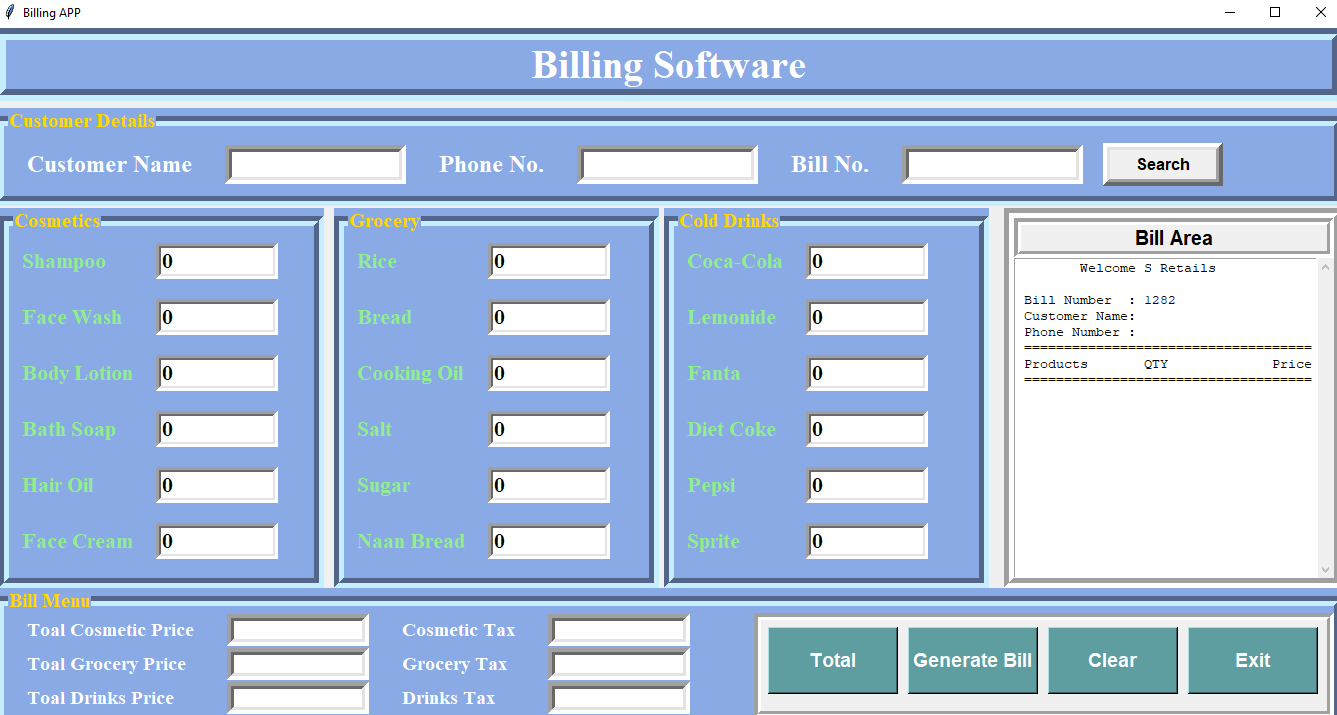 Billing APP
Billing Software
Customer Details
Customer Name Phone No. Bill No. Search
Cosmetics Grocery Cold Drinks
Bill Area
Shampoo 0 Rice 0 Coca-Cola 0
Face Wash 0 Bread 0 Lemonide 0
Body Lotion 0 Cooking Oil 0 Fanta 0
Bath Soap 0 Salt 0 Diet Coke 0
Hair Oil 0 Sugar 0 Pepsi 0
Face Cream 0 Naan Bread 0 Sprite 0
Welcome S Retails
Bill Number : 1282
Customer Name:
Phone Number :
====================================
Products QTY Price
====================================
Bill Menu
Toal Cosmetic Price Cosmetic Tax
Toal Grocery Price Grocery Tax
Toal Drinks Price Drinks Tax
Total Generate Bill Clear Exit